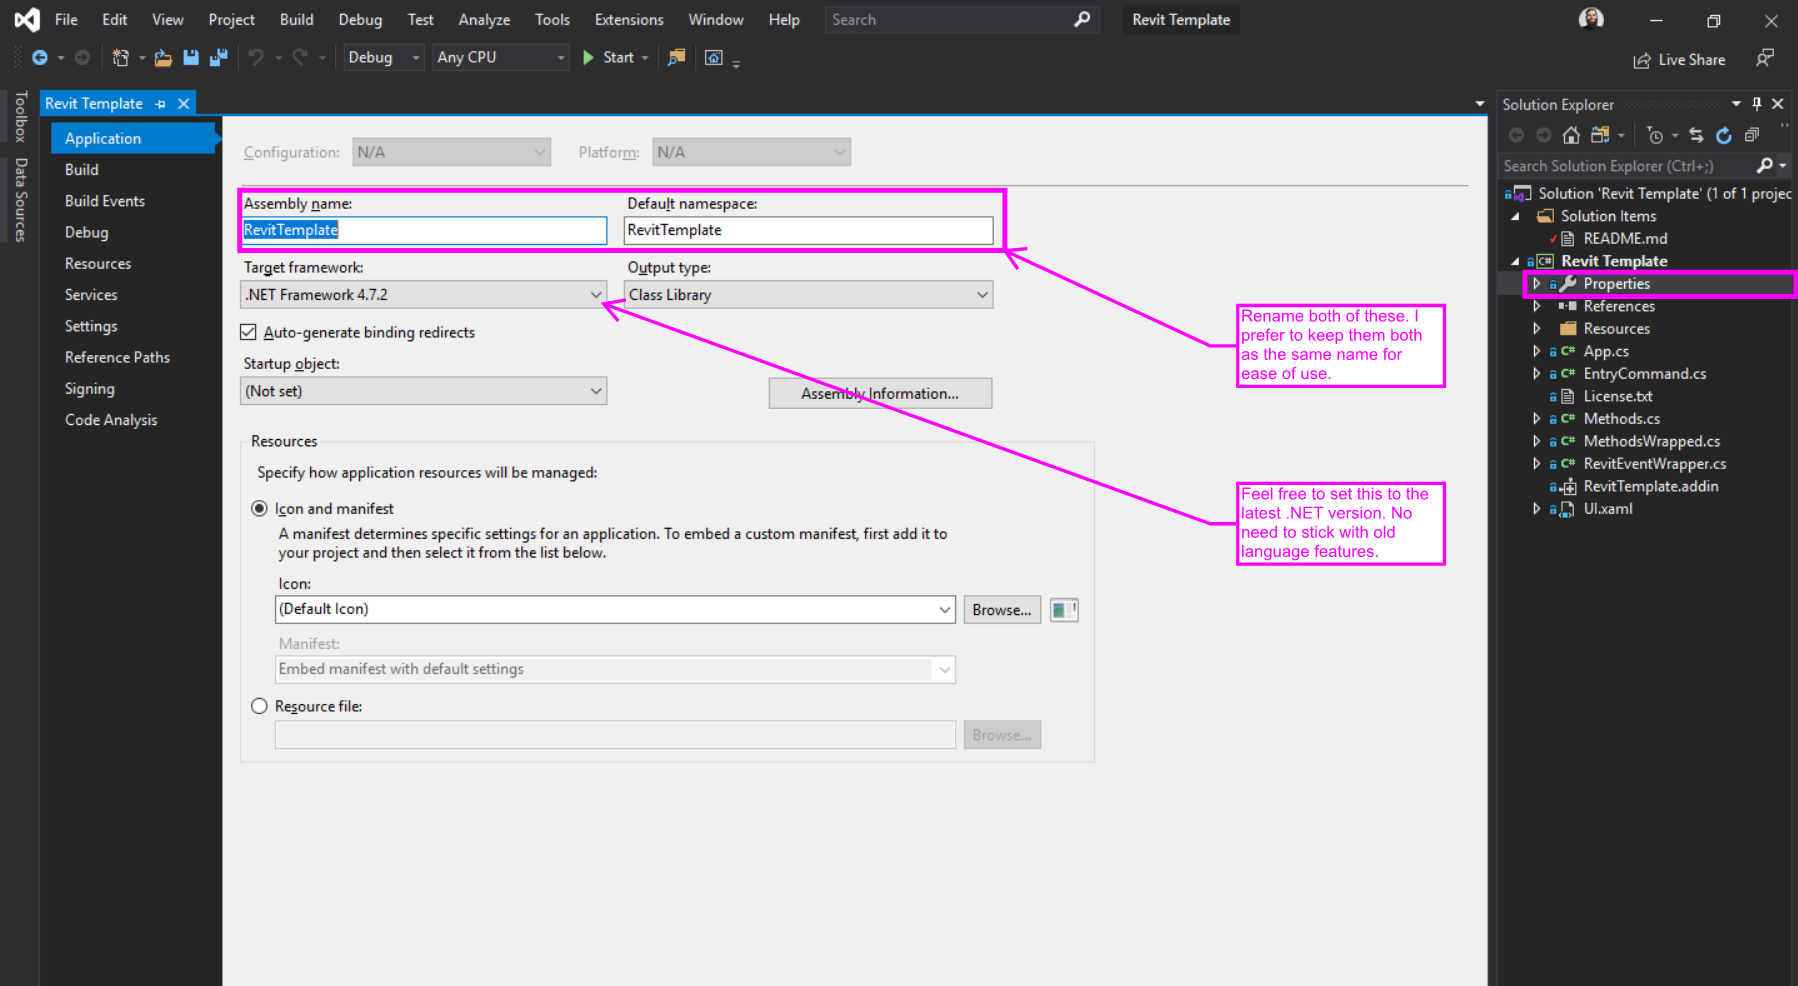 File Edit View Project Build Debug Test Analyze Tools Extensions Window Help Search Revit Template
Debug Any CPU Start Live Share
Toolbox
Data Sources
Revit Template
Application
Build
Build Events
Debug
Resources
Services
Settings
Reference Paths
Signing
Code Analysis
Configuration: N/A Platform: N/A
Assembly name: Default namespace:
RevitTemplate RevitTemplate
Target framework: Output type:
.NET Framework 4.7.2 Class Library
Auto-generate binding redirects
Startup object:
(Not set) Assembly Information...
Resources
Specify how application resources will be managed:
Icon and manifest
A manifest determines specific settings for an application. To embed a custom manifest, first add it to
your project and then select it from the list below.
Icon:
(Default Icon) Browse...
Manifest:
Embed manifest with default settings
Resource file:
Browse...
Rename both of these. I
prefer to keep them both
as the same name for
ease of use.
Feel free to set this to the
latest .NET version. No
need to stick with old
language features.
Solution Explorer
Search Solution Explorer (Ctrl+;)
Solution 'Revit Template' (1 of 1 projec
Solution Items
README.md
C# Revit Template
Properties
References
Resources
C# App.cs
C# EntryCommand.cs
License.txt
C# Methods.cs
C# MethodsWrapped.cs
C# RevitEventWrapper.cs
RevitTemplate.addin
UI.xaml